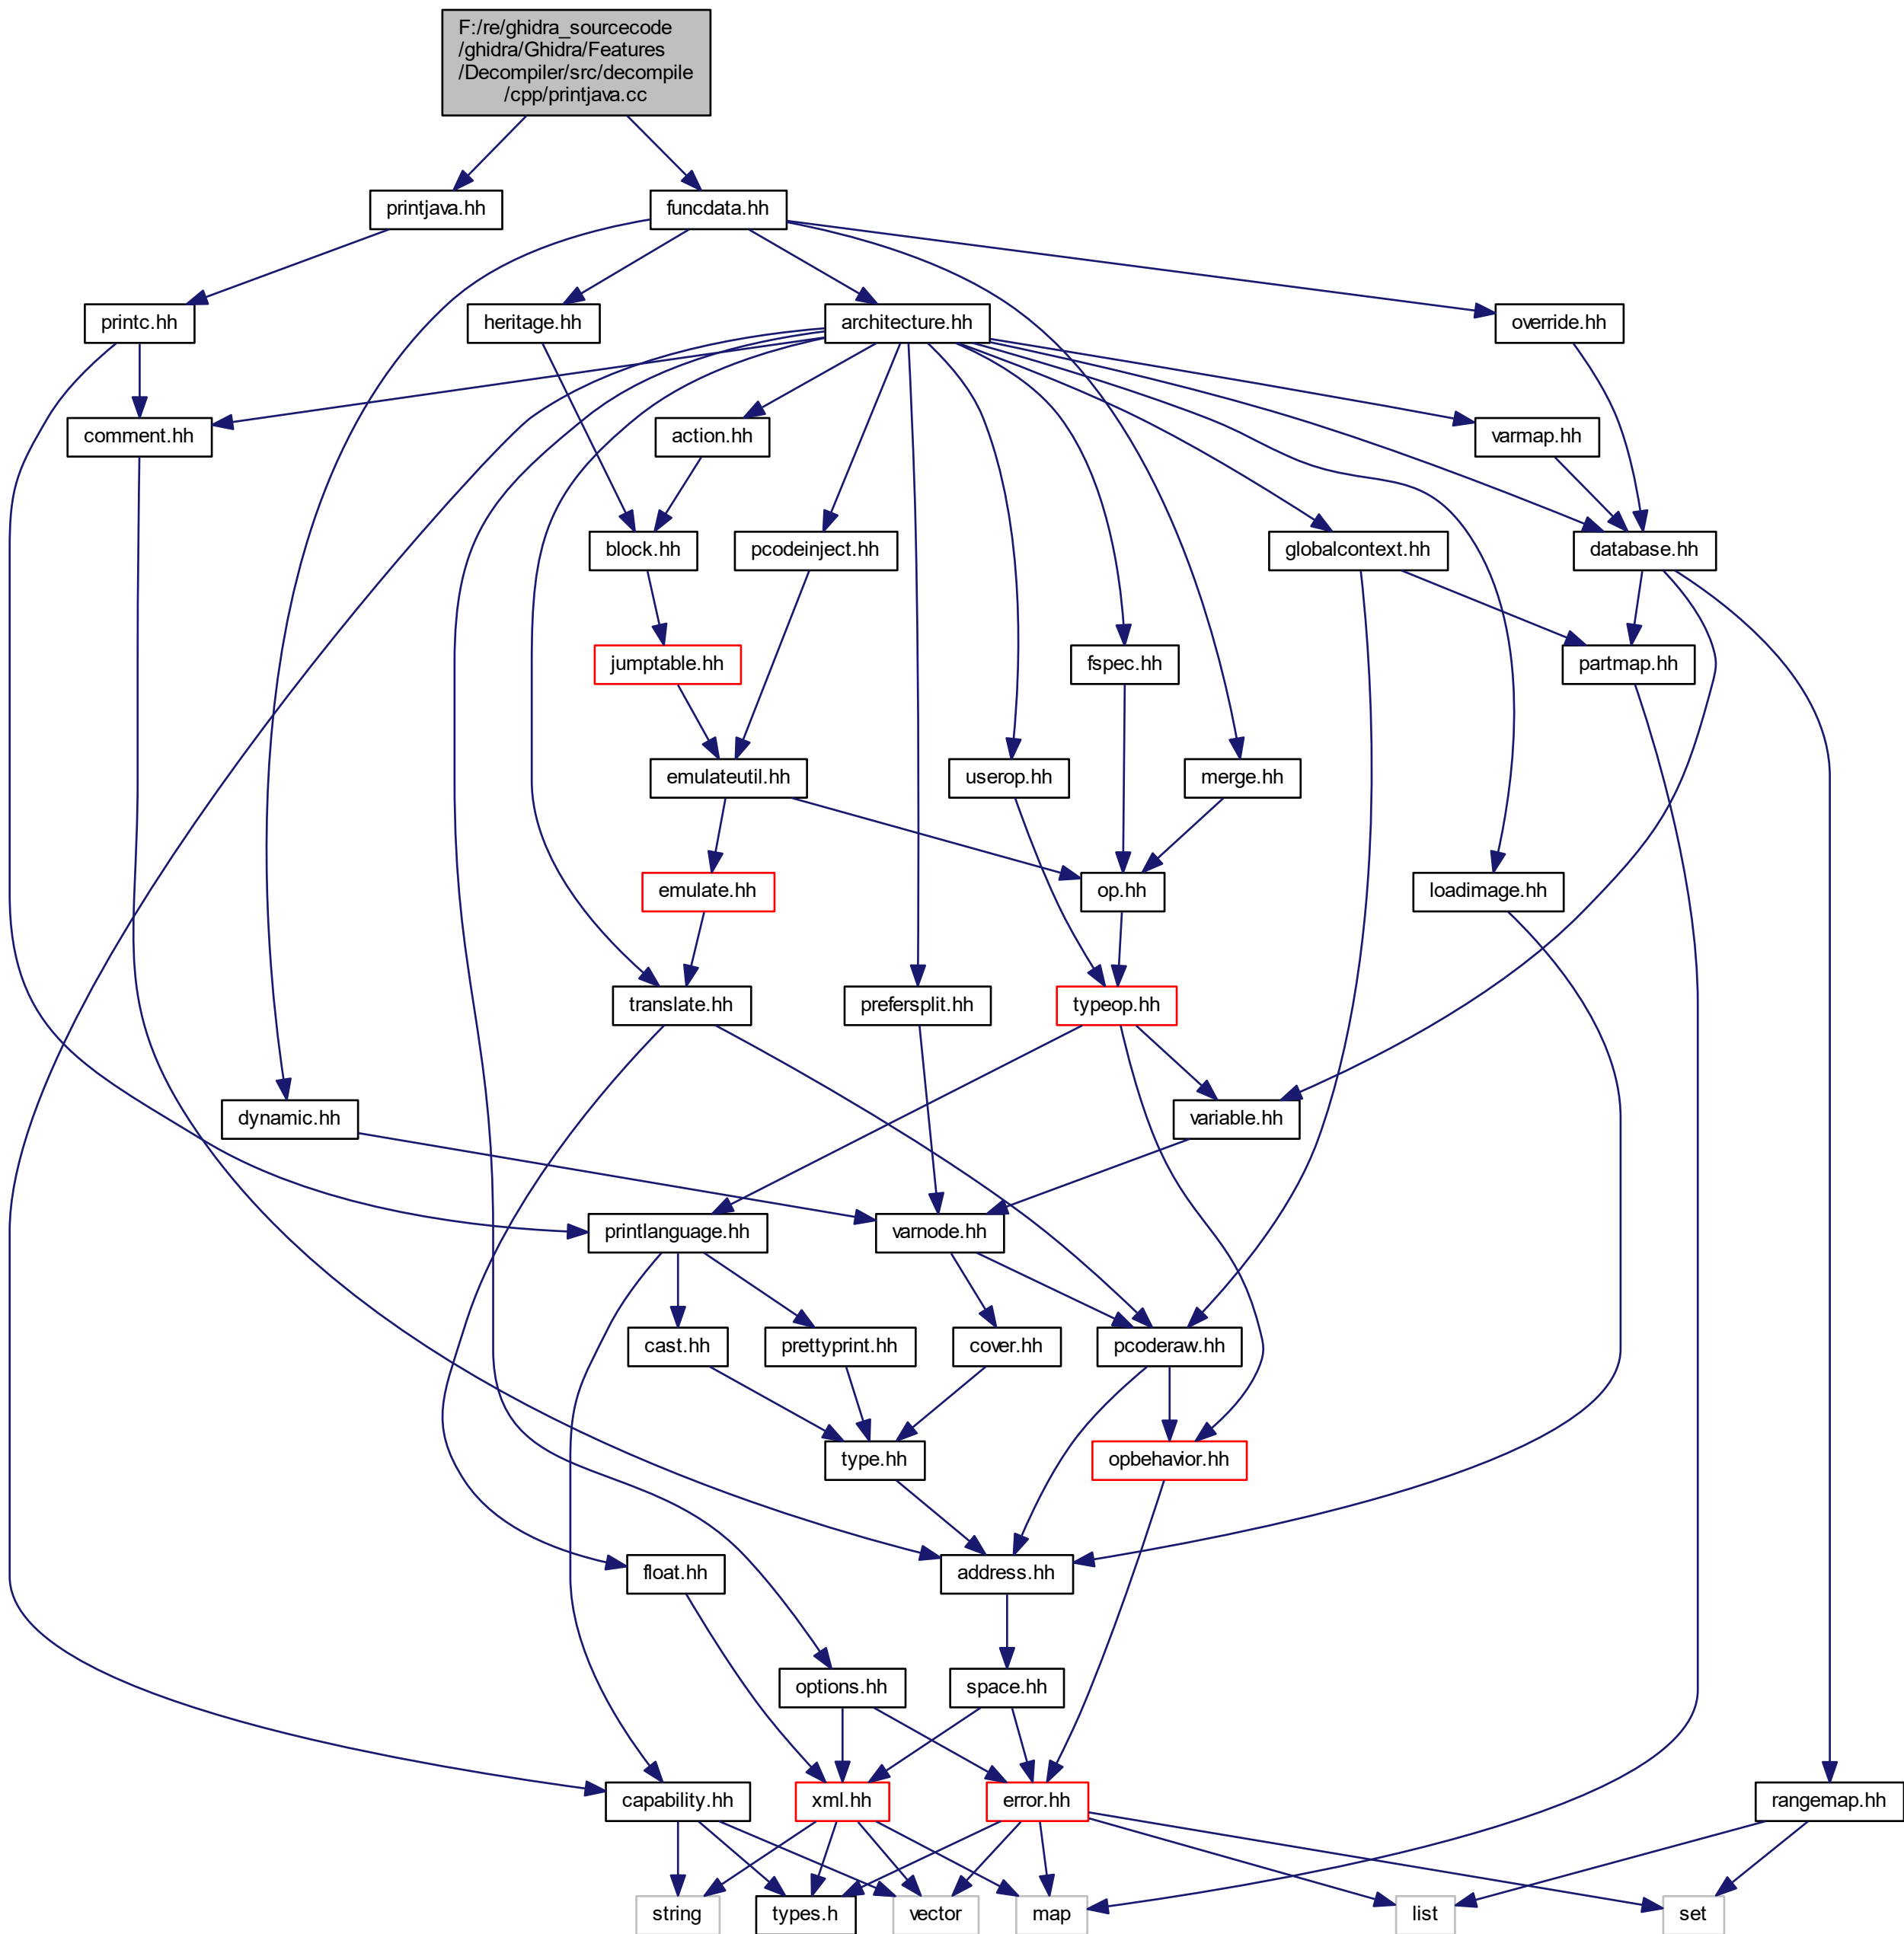 F:/re/ghidra_sourcecode
/ghidra/Ghidra/Features
/Decompiler/src/decompile
/cpp/printjava.cc
printjava.hh
funcdata.hh
printc.hh
heritage.hh
architecture.hh
override.hh
comment.hh
action.hh
varmap.hh
block.hh
pcodeinject.hh
globalcontext.hh
database.hh
jumptable.hh
fspec.hh
partmap.hh
emulateutil.hh
userop.hh
merge.hh
emulate.hh
op.hh
loadimage.hh
translate.hh
prefersplit.hh
typeop.hh
dynamic.hh
variable.hh
printlanguage.hh
varnode.hh
cast.hh
prettyprint.hh
cover.hh
pcoderaw.hh
type.hh
opbehavior.hh
float.hh
address.hh
options.hh
space.hh
capability.hh
xml.hh
error.hh
rangemap.hh
string
types.h
vector
map
list
set